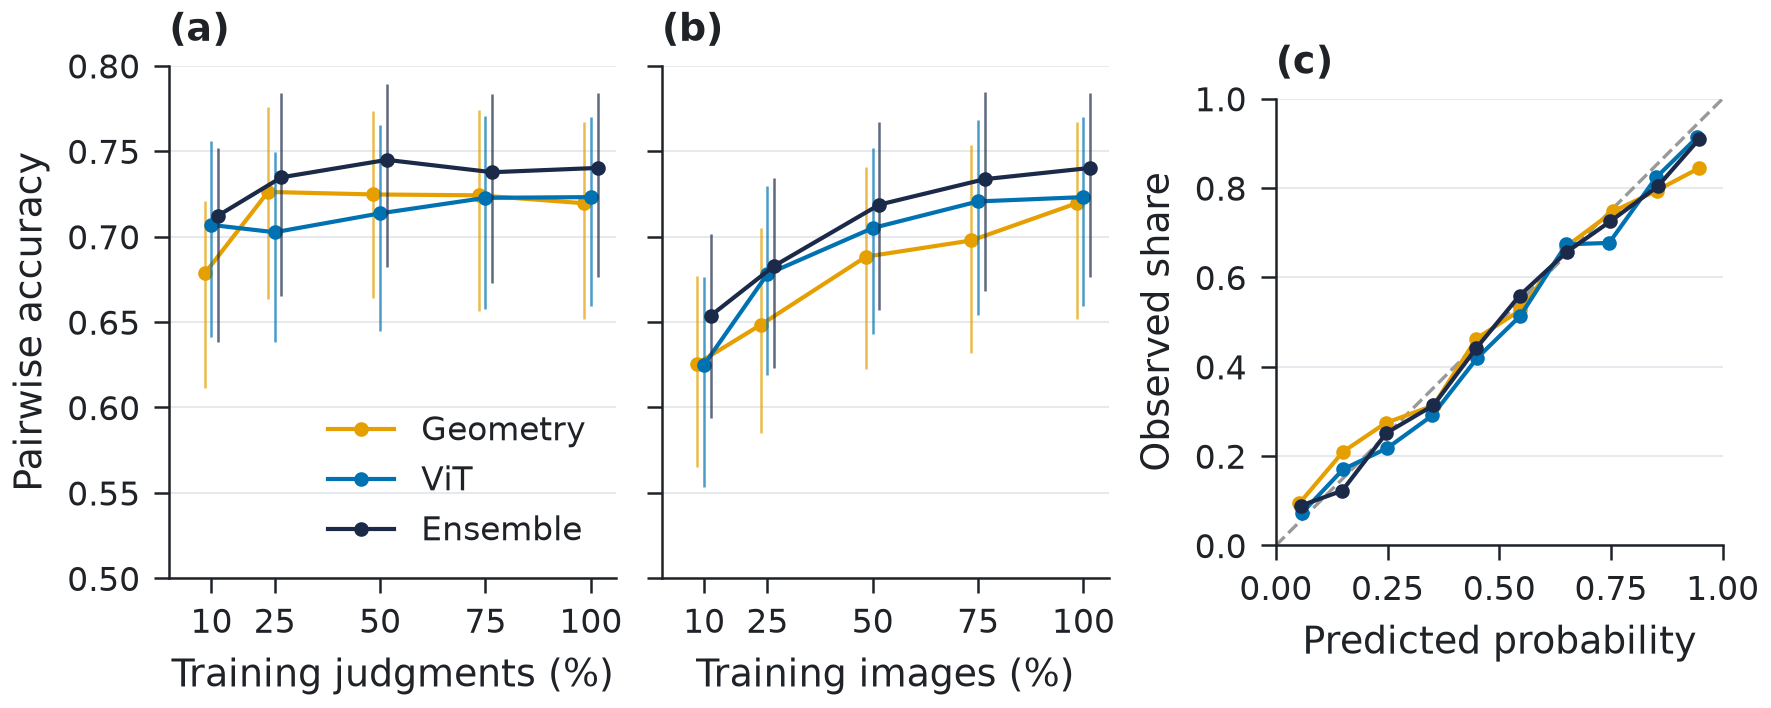 (a)
(b)
(c)
Pairwise accuracy
0.80
0.75
0.70
0.65
0.60
0.55
0.50
Geometry
ViT
Ensemble
10 25 50 75 100
Training judgments (%)
10 25 50 75 100
Training images (%)
Observed share
1.0
0.8
0.6
0.4
0.2
0.0
0.00 0.25 0.50 0.75 1.00
Predicted probability